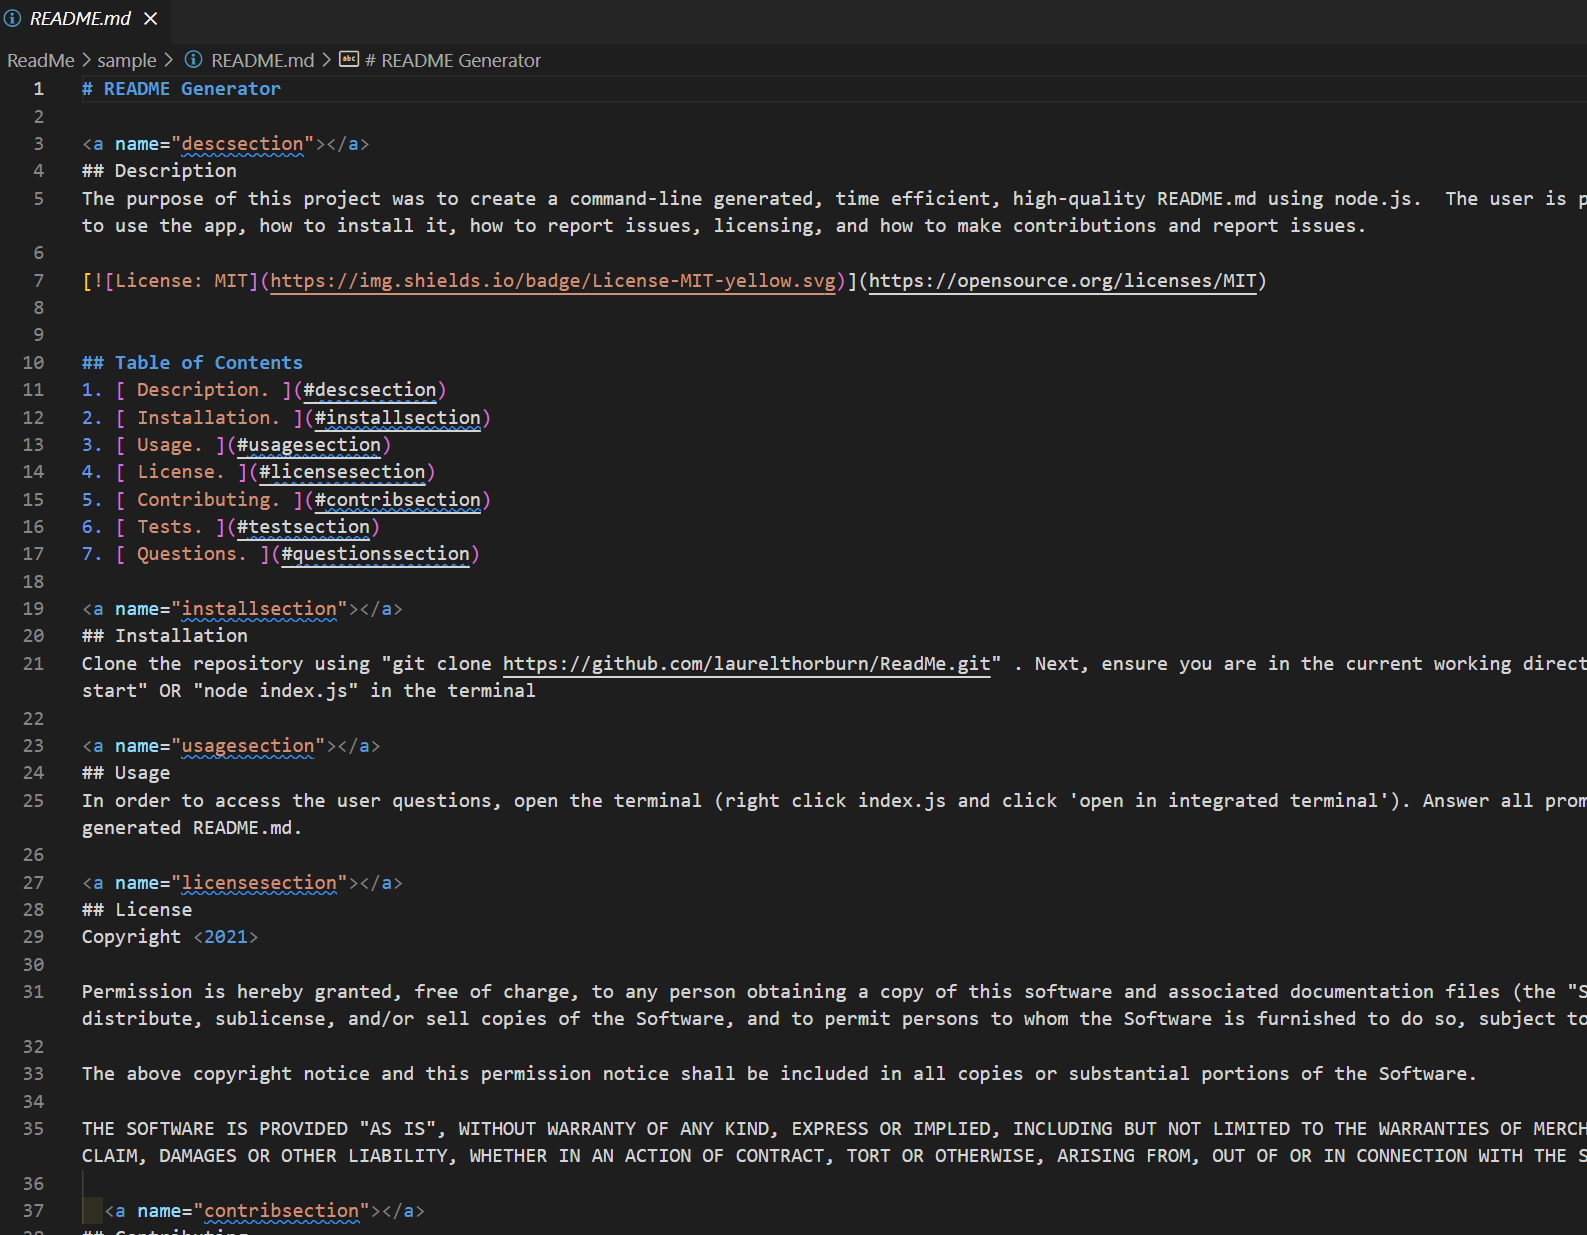 README.md
ReadMe > sample > README.md > # README Generator
1 # README Generator
2
3 <a name="descsection"></a>
4 ## Description
5 The purpose of this project was to create a command-line generated, time efficient, high-quality README.md using node.js.  The user is p
to use the app, how to install it, how to report issues, licensing, and how to make contributions and report issues.
6
7 [![License: MIT](https://img.shields.io/badge/License-MIT-yellow.svg)](https://opensource.org/licenses/MIT)
8
9
10 ## Table of Contents
11 1. [ Description. ](#descsection)
12 2. [ Installation. ](#installsection)
13 3. [ Usage. ](#usagesection)
14 4. [ License. ](#licensesection)
15 5. [ Contributing. ](#contribsection)
16 6. [ Tests. ](#testsection)
17 7. [ Questions. ](#questionssection)
18
19 <a name="installsection"></a>
20 ## Installation
21 Clone the repository using "git clone https://github.com/laurelthorburn/ReadMe.git" . Next, ensure you are in the current working direct
start" OR "node index.js" in the terminal
22
23 <a name="usagesection"></a>
24 ## Usage
25 In order to access the user questions, open the terminal (right click index.js and click 'open in integrated terminal'). Answer all prom
generated README.md.
26
27 <a name="licensesection"></a>
28 ## License
29 Copyright <2021>
30
31 Permission is hereby granted, free of charge, to any person obtaining a copy of this software and associated documentation files (the "S
distribute, sublicense, and/or sell copies of the Software, and to permit persons to whom the Software is furnished to do so, subject to
32
33 The above copyright notice and this permission notice shall be included in all copies or substantial portions of the Software.
34
35 THE SOFTWARE IS PROVIDED "AS IS", WITHOUT WARRANTY OF ANY KIND, EXPRESS OR IMPLIED, INCLUDING BUT NOT LIMITED TO THE WARRANTIES OF MERCH
CLAIM, DAMAGES OR OTHER LIABILITY, WHETHER IN AN ACTION OF CONTRACT, TORT OR OTHERWISE, ARISING FROM, OUT OF OR IN CONNECTION WITH THE S
36
37 <a name="contribsection"></a>
38 ## Contributing